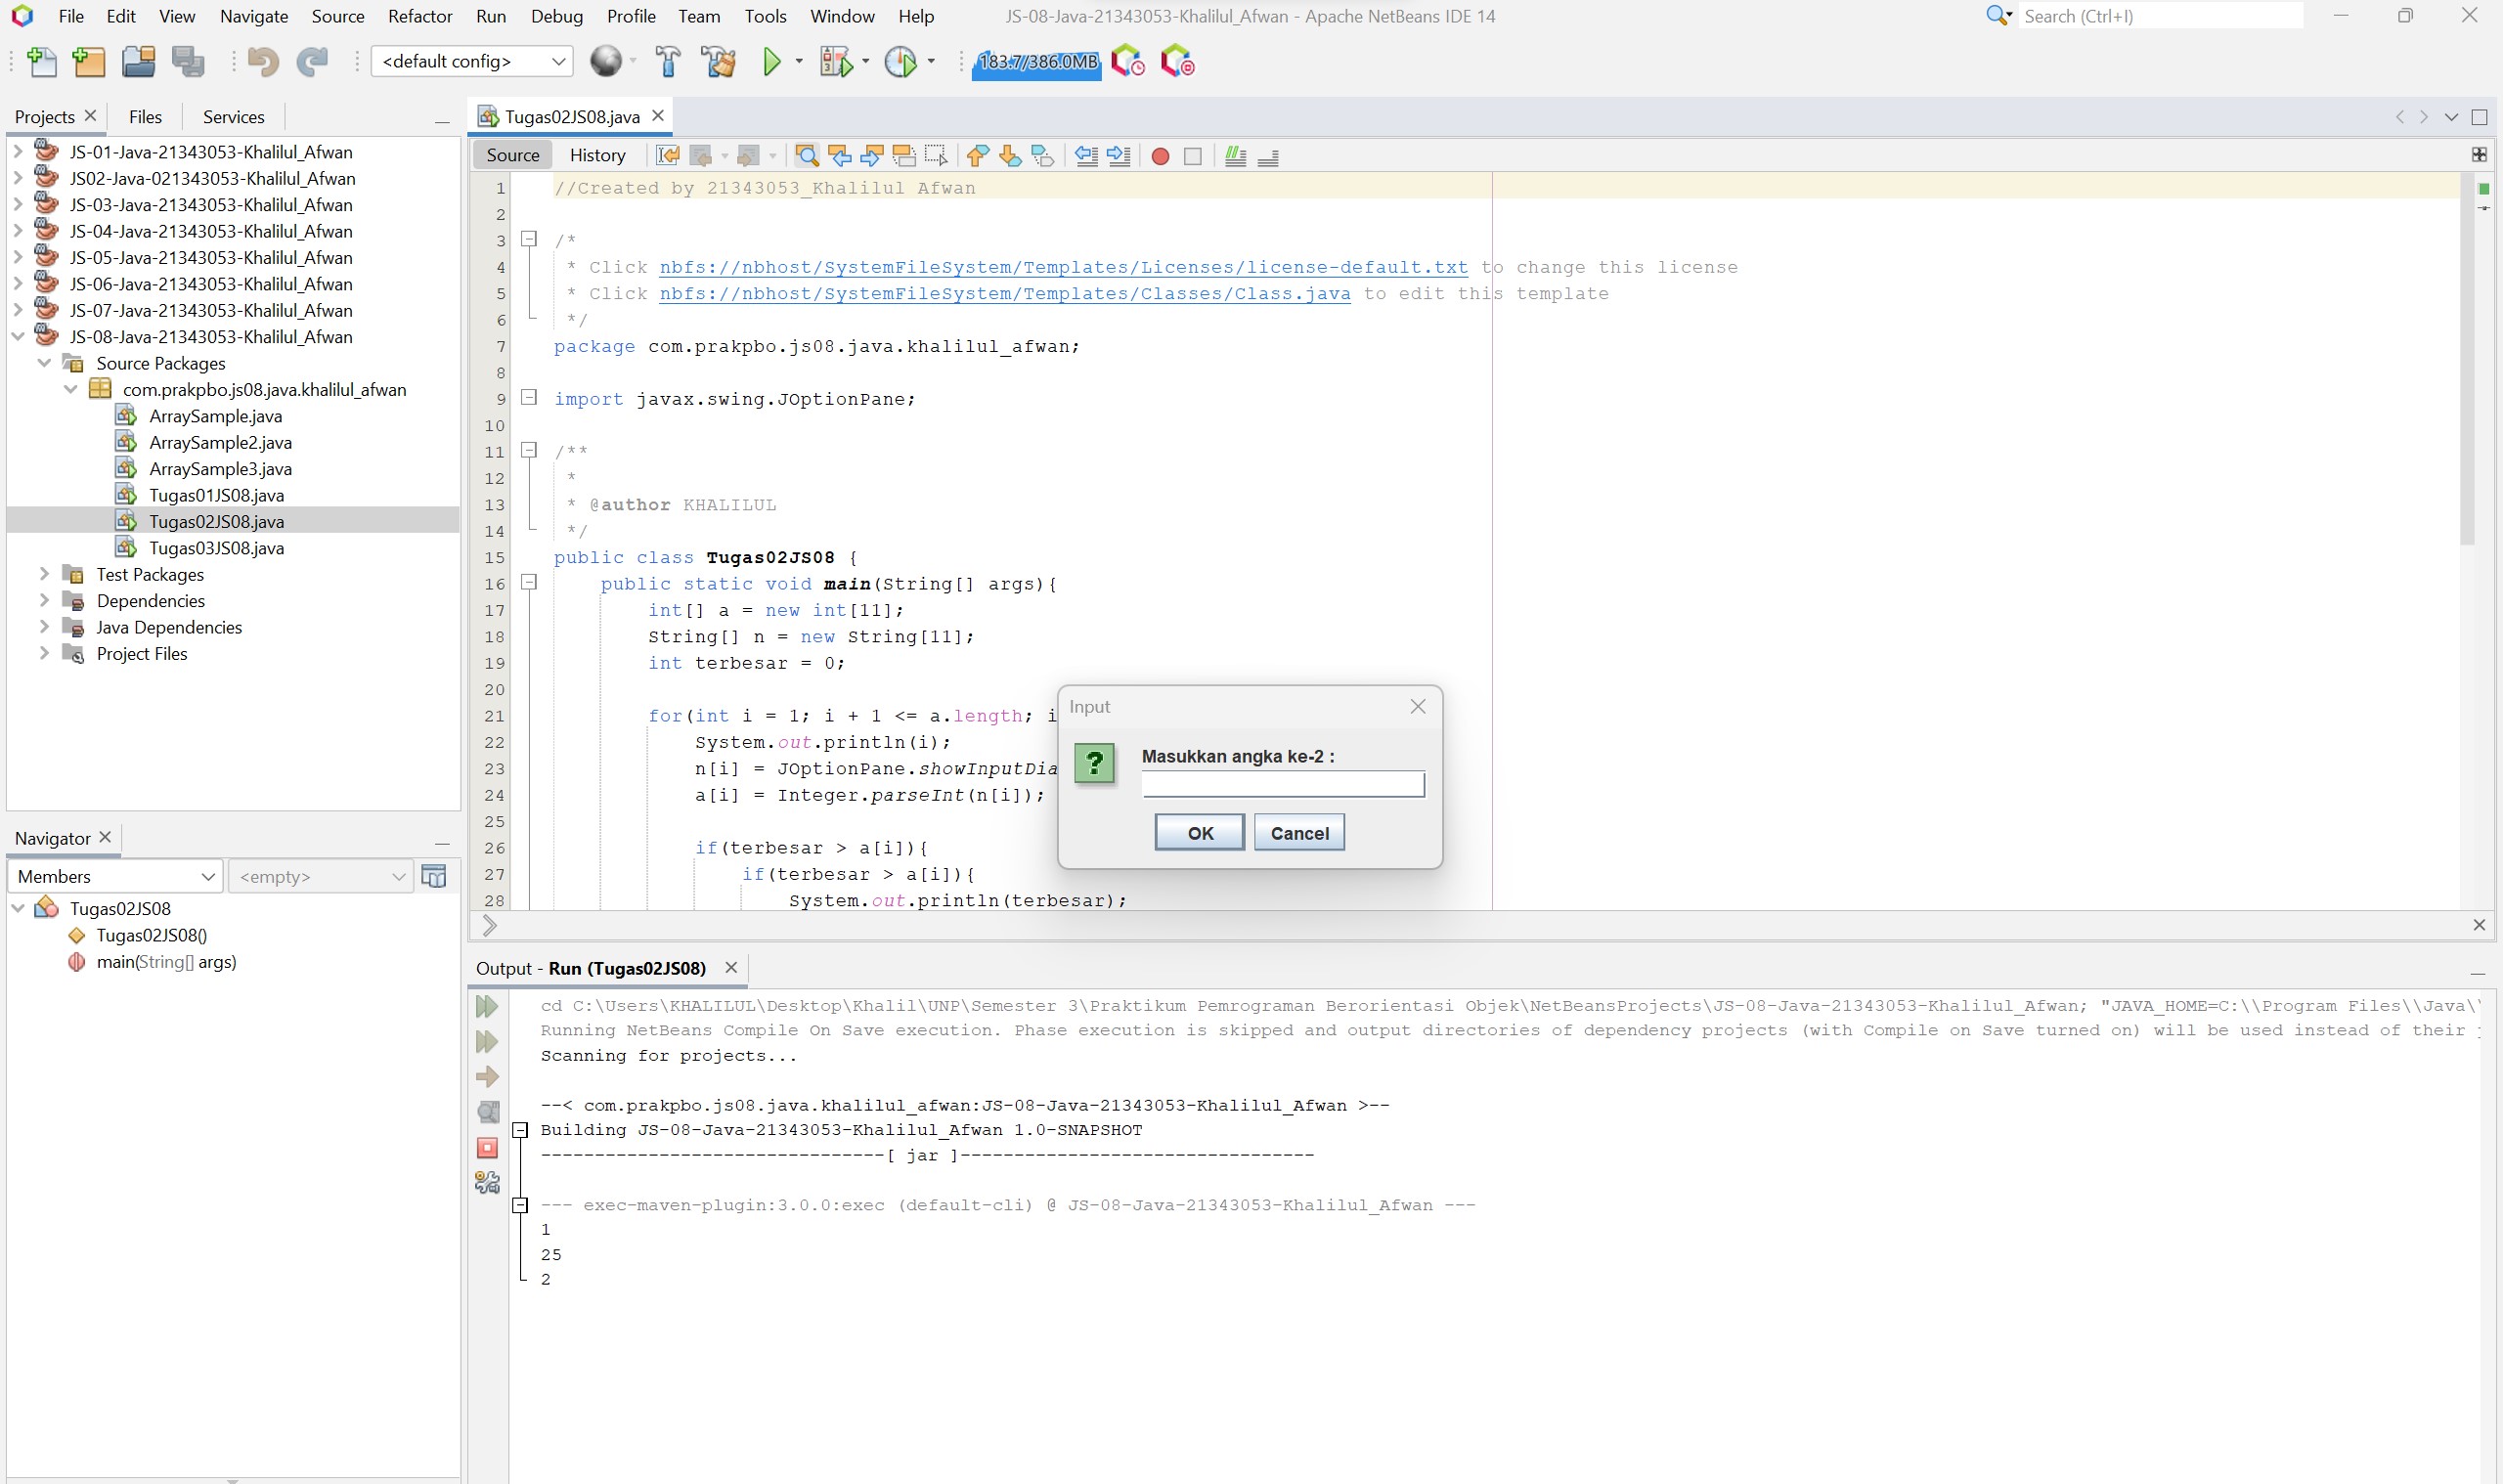 File Edit View Navigate Source Refactor Run Debug Profile Team Tools Window Help
JS-08-Java-21343053-Khalilul_Afwan - Apache NetBeans IDE 14
Search (Ctrl+I)
<default config>
183.7/386.0MB
Projects Files Services
JS-01-Java-21343053-Khalilul_Afwan
JS02-Java-021343053-Khalilul_Afwan
JS-03-Java-21343053-Khalilul_Afwan
JS-04-Java-21343053-Khalilul_Afwan
JS-05-Java-21343053-Khalilul_Afwan
JS-06-Java-21343053-Khalilul_Afwan
JS-07-Java-21343053-Khalilul_Afwan
JS-08-Java-21343053-Khalilul_Afwan
Source Packages
com.prakpbo.js08.java.khalilul_afwan
ArraySample.java
ArraySample2.java
ArraySample3.java
Tugas01JS08.java
Tugas02JS08.java
Tugas03JS08.java
Test Packages
Dependencies
Java Dependencies
Project Files
Navigator
Members <empty>
Tugas02JS08
Tugas02JS08()
main(String[] args)
Tugas02JS08.java
Source History
1 //Created by 21343053_Khalilul Afwan
2
3 /*
4 * Click nbfs://nbhost/SystemFileSystem/Templates/Licenses/license-default.txt to change this license
5 * Click nbfs://nbhost/SystemFileSystem/Templates/Classes/Class.java to edit this template
6 */
7 package com.prakpbo.js08.java.khalilul_afwan;
8
9 import javax.swing.JOptionPane;
10
11 /**
12 *
13 * @author KHALILUL
14 */
15 public class Tugas02JS08 {
16 public static void main(String[] args){
17 int[] a = new int[11];
18 String[] n = new String[11];
19 int terbesar = 0;
20
21 for(int i = 1; i + 1 <= a.length; i
22 System.out.println(i);
23 n[i] = JOptionPane.showInputDia
24 a[i] = Integer.parseInt(n[i]);
25
26 if(terbesar > a[i]){
27 if(terbesar > a[i]){
28 System.out.println(terbesar);
Input
?
Masukkan angka ke-2 :
OK Cancel
Output - Run (Tugas02JS08)
cd C:\Users\KHALILUL\Desktop\Khalil\UNP\Semester 3\Praktikum Pemrograman Berorientasi Objek\NetBeansProjects\JS-08-Java-21343053-Khalilul_Afwan; "JAVA_HOME=C:\\Program Files\\Java\\
Running NetBeans Compile On Save execution. Phase execution is skipped and output directories of dependency projects (with Compile on Save turned on) will be used instead of their
Scanning for projects...
--< com.prakpbo.js08.java.khalilul_afwan:JS-08-Java-21343053-Khalilul_Afwan >--
Building JS-08-Java-21343053-Khalilul_Afwan 1.0-SNAPSHOT
--------------------------------[ jar ]---------------------------------
--- exec-maven-plugin:3.0.0:exec (default-cli) @ JS-08-Java-21343053-Khalilul_Afwan ---
1
25
2